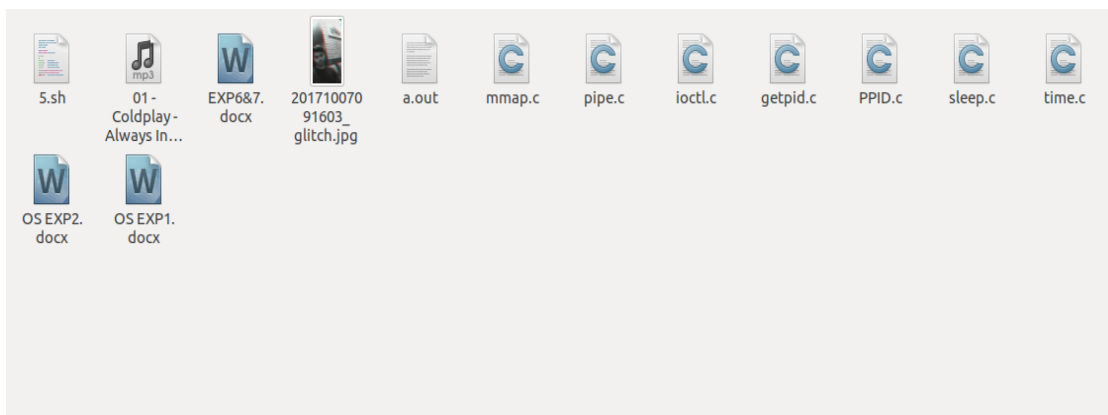 5.sh
mp3
01 -
Coldplay -
Always In...
W
EXP6&7.
docx
201710070
91603_
glitch.jpg
a.out
C
mmap.c
C
pipe.c
C
ioctl.c
C
getpid.c
C
PPID.c
C
sleep.c
C
time.c
W
OS EXP2.
docx
W
OS EXP1.
docx